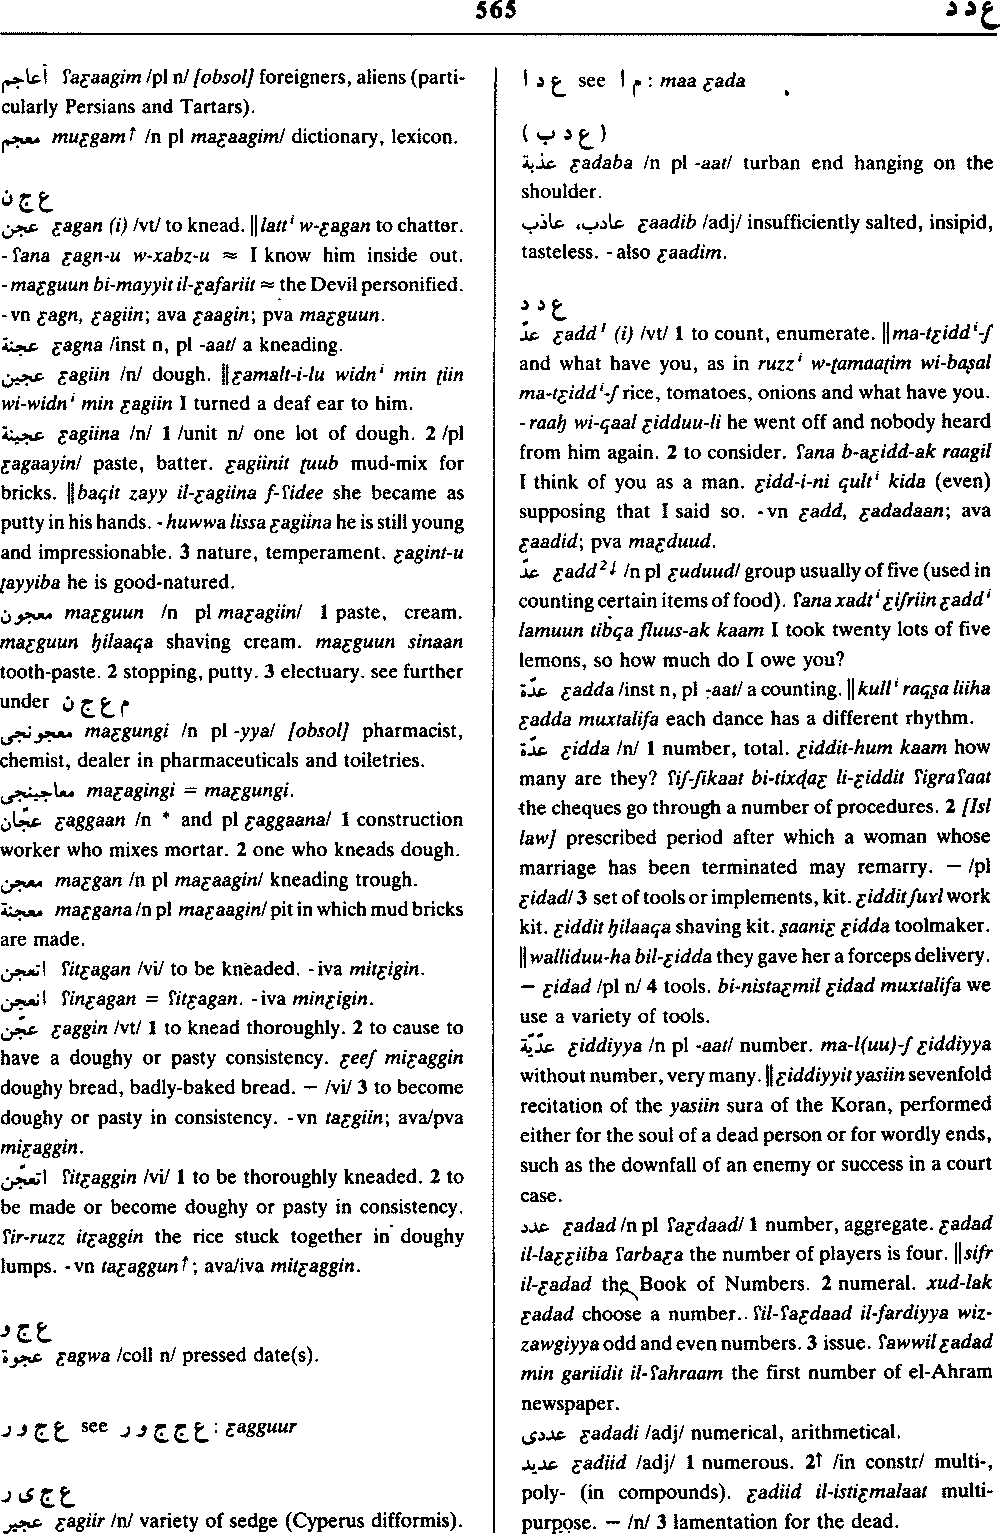 565
ع د د
أعاجم ʕaɛaagim /pl n/ [obsol] foreigners, aliens (parti-
cularly Persians and Tartars).
معجم muɛgam↑ /n pl maɛaagim/ dictionary, lexicon.
ع ج ن
عجن ɛagan (i) /vt/ to knead. ‖latt ⁱ w-ɛagan to chatter.
- ʕana ɛagn-u w-xabz-u ≈ I know him inside out.
- maɛguun bi-mayyit il-ɛafariit ≈ the Devil personified.
- vn ɛagn, ɛagiin; ava ɛaagin; pva maɛguun.
عجنة ɛagna /inst n, pl -aat/ a kneading.
عجين ɛagiin /n/ dough. ‖ɛamalt-i-lu widn ⁱ min ṭiin
wi-widn ⁱ min ɛagiin I turned a deaf ear to him.
عجينة ɛagiina /n/ 1 /unit n/ one lot of dough. 2 /pl
ɛagaayin/ paste, batter. ɛagiinit ṭuub mud-mix for
bricks. ‖baqit zayy il-ɛagiina f-ʕidee she became as
putty in his hands. - huwwa lissa ɛagiina he is still young
and impressionable. 3 nature, temperament. ɛagint-u
ṭayyiba he is good-natured.
معجون maɛguun /n pl maɛagiin/ 1 paste, cream.
maɛguun ḥilaaqa shaving cream. maɛguun sinaan
tooth-paste. 2 stopping, putty. 3 electuary. see further
under م ع ج ن
معجونجى maɛgungi /n pl -yya/ [obsol] pharmacist,
chemist, dealer in pharmaceuticals and toiletries.
معاجينجى maɛagingi = maɛgungi.
عجّان ɛaggaan /n * and pl ɛaggaana/ 1 construction
worker who mixes mortar. 2 one who kneads dough.
معجن maɛgan /n pl maɛaagin/ kneading trough.
معجنة maɛgana /n pl maɛaagin/ pit in which mud bricks
are made.
اتعجن ʕitɛagan /vi/ to be kneaded. - iva mitɛigin.
انعجن ʕinɛagan = ʕitɛagan. - iva minɛigin.
عجّن ɛaggin /vt/ 1 to knead thoroughly. 2 to cause to
have a doughy or pasty consistency. ɛeeʃ miɛaggin
doughy bread, badly-baked bread. — /vi/ 3 to become
doughy or pasty in consistency. - vn taɛgiin; ava/pva
miɛaggin.
اتعجّن ʕitɛaggin /vi/ 1 to be thoroughly kneaded. 2 to
be made or become doughy or pasty in consistency.
ʕir-ruzz itɛaggin the rice stuck together in doughy
lumps. - vn taɛaggun↑; ava/iva mitɛaggin.
ع ج و
عجوة ɛagwa /coll n/ pressed date(s).
ع ج و ر see ع ج ج و ر : ɛagguur
ع ج ى ر
عجير ɛagiir /n/ variety of sedge (Cyperus difformis).
ع د ا see م ا : maa ɛada
(ع د ب)
عذبة ɛadaba /n pl -aat/ turban end hanging on the
shoulder.
عادب، عاذب ɛaadib /adj/ insufficiently salted, insipid,
tasteless. - also ɛaadim.
ع د د
عدّ ɛadd¹ (i) /vt/ 1 to count, enumerate. ‖ma-tɛidd ⁱ-ʃ
and what have you, as in ruzz ⁱ w-ṭamaaṭim wi-baṣal
ma-tɛidd ⁱ-ʃ rice, tomatoes, onions and what have you.
- raaḥ wi-qaal ɛidduu-li he went off and nobody heard
from him again. 2 to consider. ʕana b-aɛidd-ak raagil
I think of you as a man. ɛidd-i-ni qult ⁱ kida (even)
supposing that I said so. - vn ɛadd, ɛadadaan; ava
ɛaadid; pva maɛduud.
عدّ ɛadd²↓ /n pl ɛuduud/ group usually of five (used in
counting certain items of food). ʕana xadt ⁱ ɛiʃriin ɛadd ⁱ
lamuun tibqa fluus-ak kaam I took twenty lots of five
lemons, so how much do I owe you?
عدّة ɛadda /inst n, pl -aat/ a counting. ‖kull ⁱ raqṣa liiha
ɛadda muxtalifa each dance has a different rhythm.
عدّة ɛidda /n/ 1 number, total. ɛiddit-hum kaam how
many are they? ʕiʃ-ʃikaat bi-tixḍaɛ li-ɛiddit ʕigraʕaat
the cheques go through a number of procedures. 2 [Isl
law] prescribed period after which a woman whose
marriage has been terminated may remarry. — /pl
ɛidad/ 3 set of tools or implements, kit. ɛiddit ʃuɣl work
kit. ɛiddit ḥilaaqa shaving kit. ṣaaniɛ ɛidda toolmaker.
‖walliduu-ha bil-ɛidda they gave her a forceps delivery.
— ɛidad /pl n/ 4 tools. bi-nistaɛmil ɛidad muxtalifa we
use a variety of tools.
عدّيّة ɛiddiyya /n pl -aat/ number. ma-l(uu)-ʃ ɛiddiyya
without number, very many. ‖ɛiddiyyit yasiin sevenfold
recitation of the yasiin sura of the Koran, performed
either for the soul of a dead person or for wordly ends,
such as the downfall of an enemy or success in a court
case.
عدد ɛadad /n pl ʕaɛdaad/ 1 number, aggregate. ɛadad
il-laɛɛiiba ʕarbaɛa the number of players is four. ‖sifr
il-ɛadad the Book of Numbers. 2 numeral. xud-lak
ɛadad choose a number.. ʕil-ʕaɛdaad il-fardiyya wiz-
zawgiyya odd and even numbers. 3 issue. ʕawwil ɛadad
min gariidit il-ʕahraam the first number of el-Ahram
newspaper.
عددى ɛadadi /adj/ numerical, arithmetical.
عديد ɛadiid /adj/ 1 numerous. 2↑ /in constr/ multi-,
poly- (in compounds). ɛadiid il-istiɛmalaat multi-
purpose. — /n/ 3 lamentation for the dead.